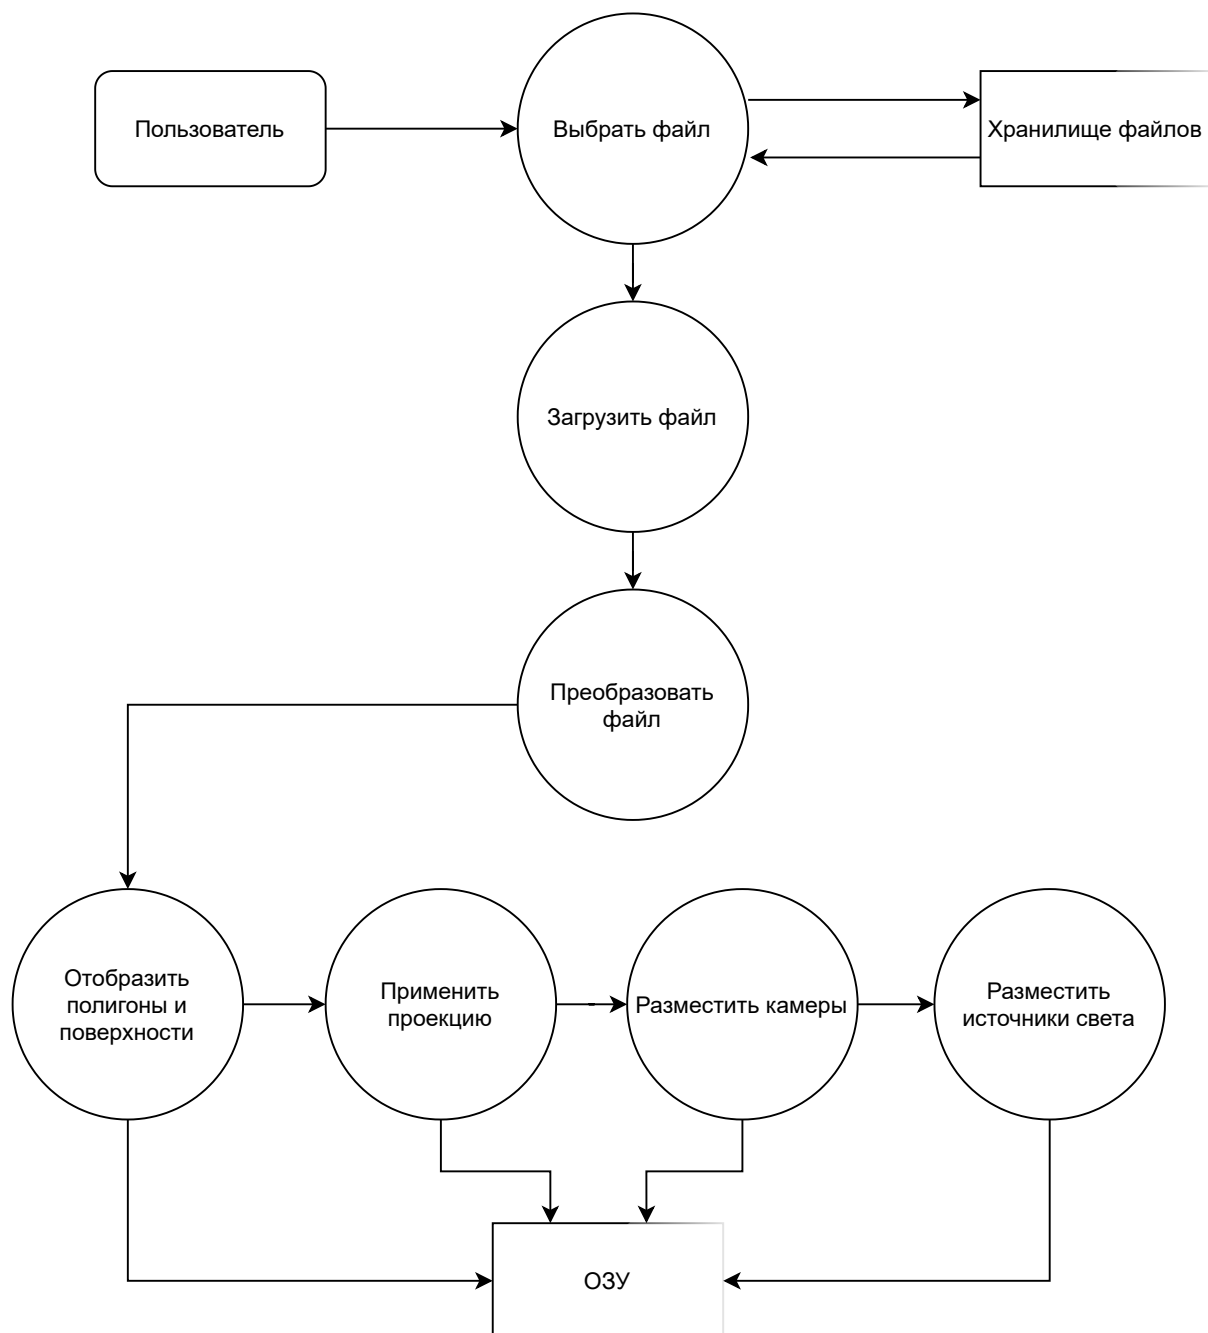 Пользователь
Выбрать файл
Хранилище файлов
Загрузить файл
Преобразовать
файл
Отобразить
полигоны и
поверхности
Применить
проекцию
Разместить камеры
Разместить
источники света
ОЗУ